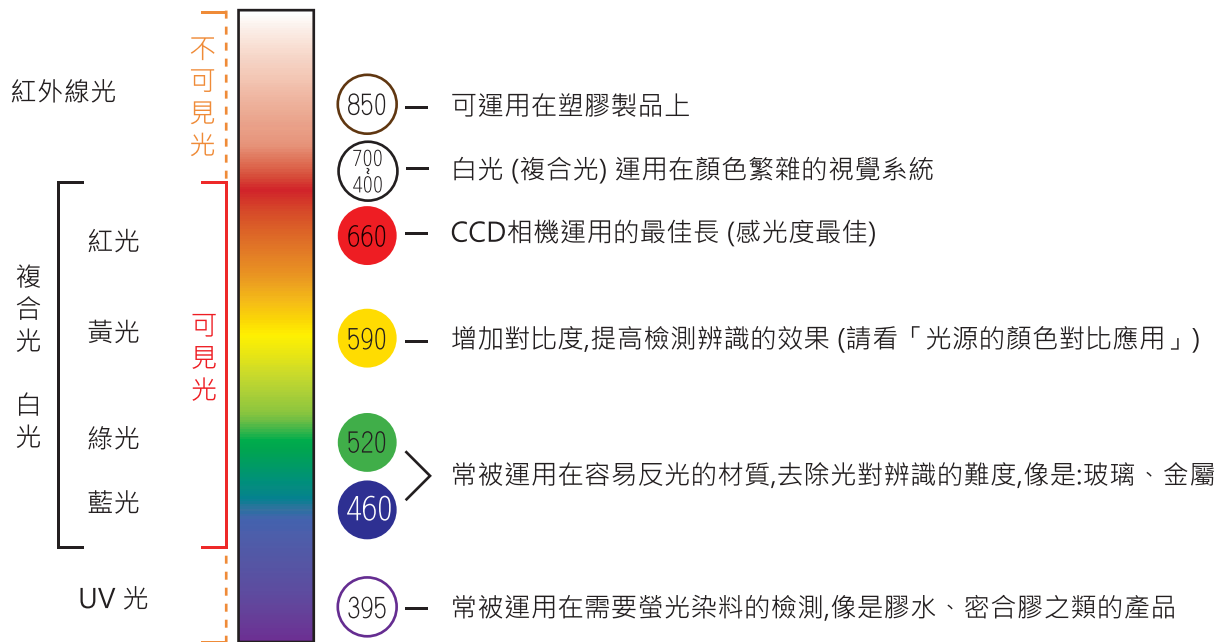 不可見光
紅外線光
850
可運用在塑膠製品上
700
~
400
白光 (複合光) 運用在顏色繁雜的視覺系統
複合光 白光
可見光
紅光
660
CCD相機運用的最佳長 (感光度最佳)
黃光
590
增加對比度,提高檢測辨識的效果 (請看「光源的顏色對比應用」)
綠光
520
藍光
460
常被運用在容易反光的材質,去除光對辨識的難度,像是:玻璃、金屬
UV 光
395
常被運用在需要螢光染料的檢測,像是膠水、密合膠之類的產品